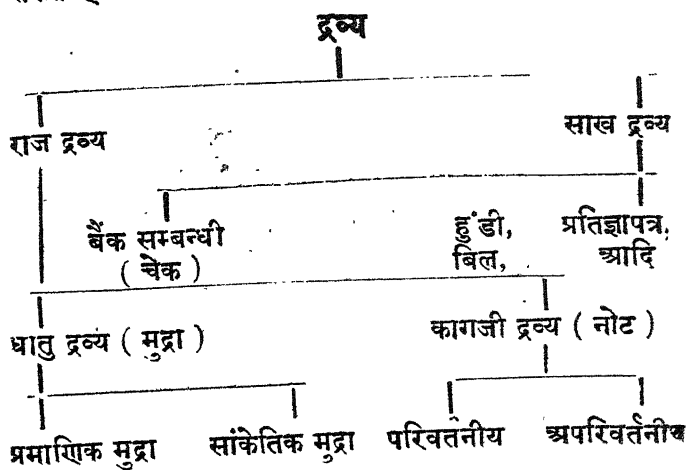 द्रव्य
राज द्रव्य साख द्रव्य
बैंक सम्बन्धी हुंडी, प्रतिज्ञापत्र,
( चेक ) बिल, आदि
धातु द्रव्य ( मुद्रा ) कागजी द्रव्य ( नोट )
प्रमाणिक मुद्रा सांकेतिक मुद्रा परिवर्तनीय अपरिवर्तनीय